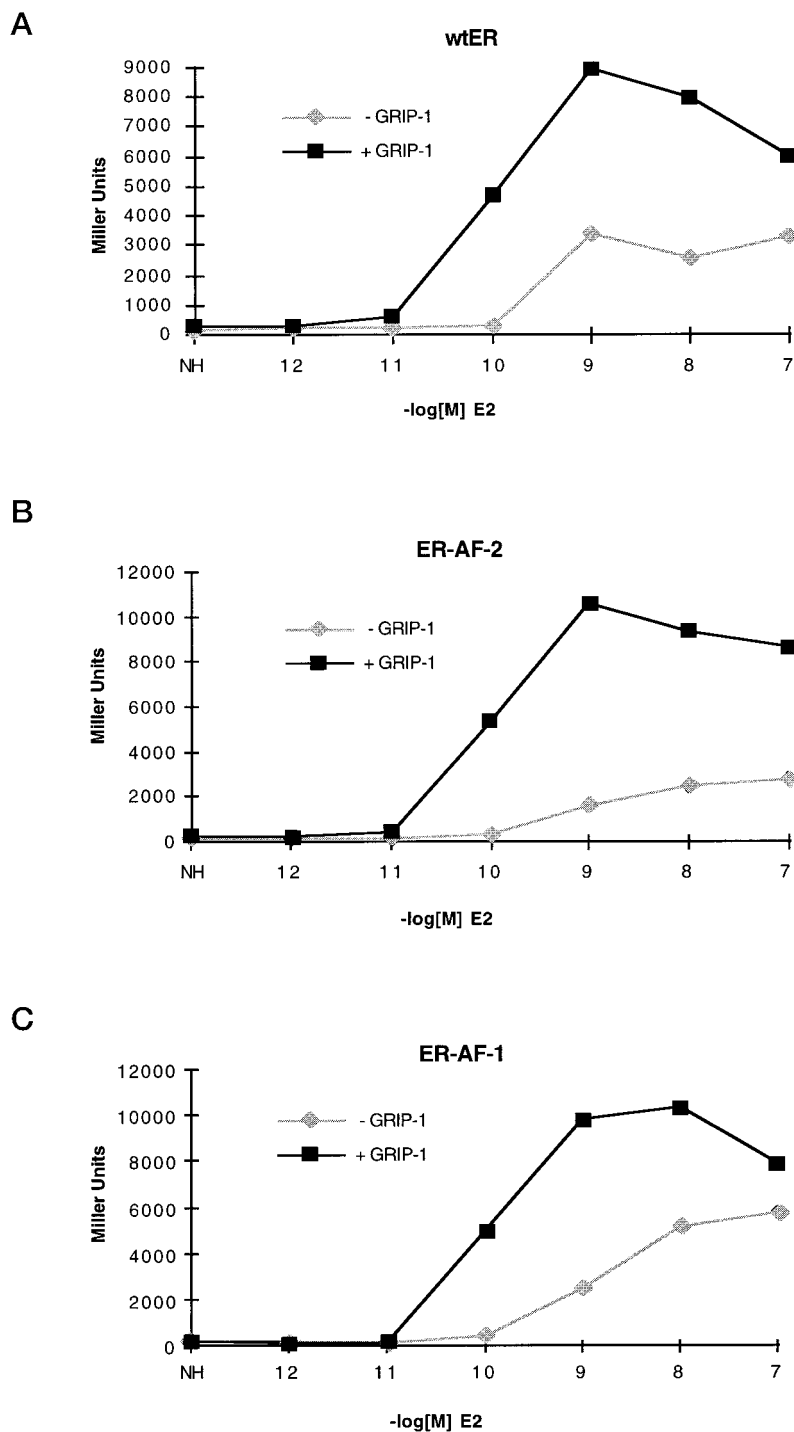 A
wtER
9000
8000
7000
6000
5000
4000
3000
2000
1000
0
Miller Units
- GRIP-1
+ GRIP-1
NH 12 11 10 9 8 7
-log[M] E2
B
ER-AF-2
12000
10000
8000
6000
4000
2000
0
Miller Units
- GRIP-1
+ GRIP-1
NH 12 11 10 9 8 7
-log[M] E2
C
ER-AF-1
12000
10000
8000
6000
4000
2000
0
Miller Units
- GRIP-1
+ GRIP-1
NH 12 11 10 9 8 7
-log[M] E2